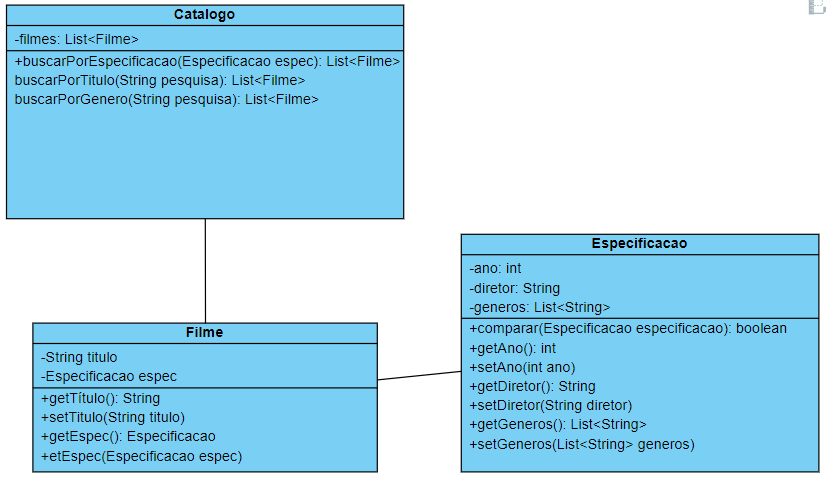 Catalogo
-filmes: List<Filme>
+buscarPorEspecificacao(Especificacao espec): List<Filme>
buscarPorTitulo(String pesquisa): List<Filme>
buscarPorGenero(String pesquisa): List<Filme>
Filme
-String titulo
-Especificacao espec
+getTítulo(): String
+setTitulo(String titulo)
+getEspec(): Especificacao
+etEspec(Especificacao espec)
Especificacao
-ano: int
-diretor: String
-generos: List<String>
+comparar(Especificacao especificacao): boolean
+getAno(): int
+setAno(int ano)
+getDiretor(): String
+setDiretor(String diretor)
+getGeneros(): List<String>
+setGeneros(List<String> generos)